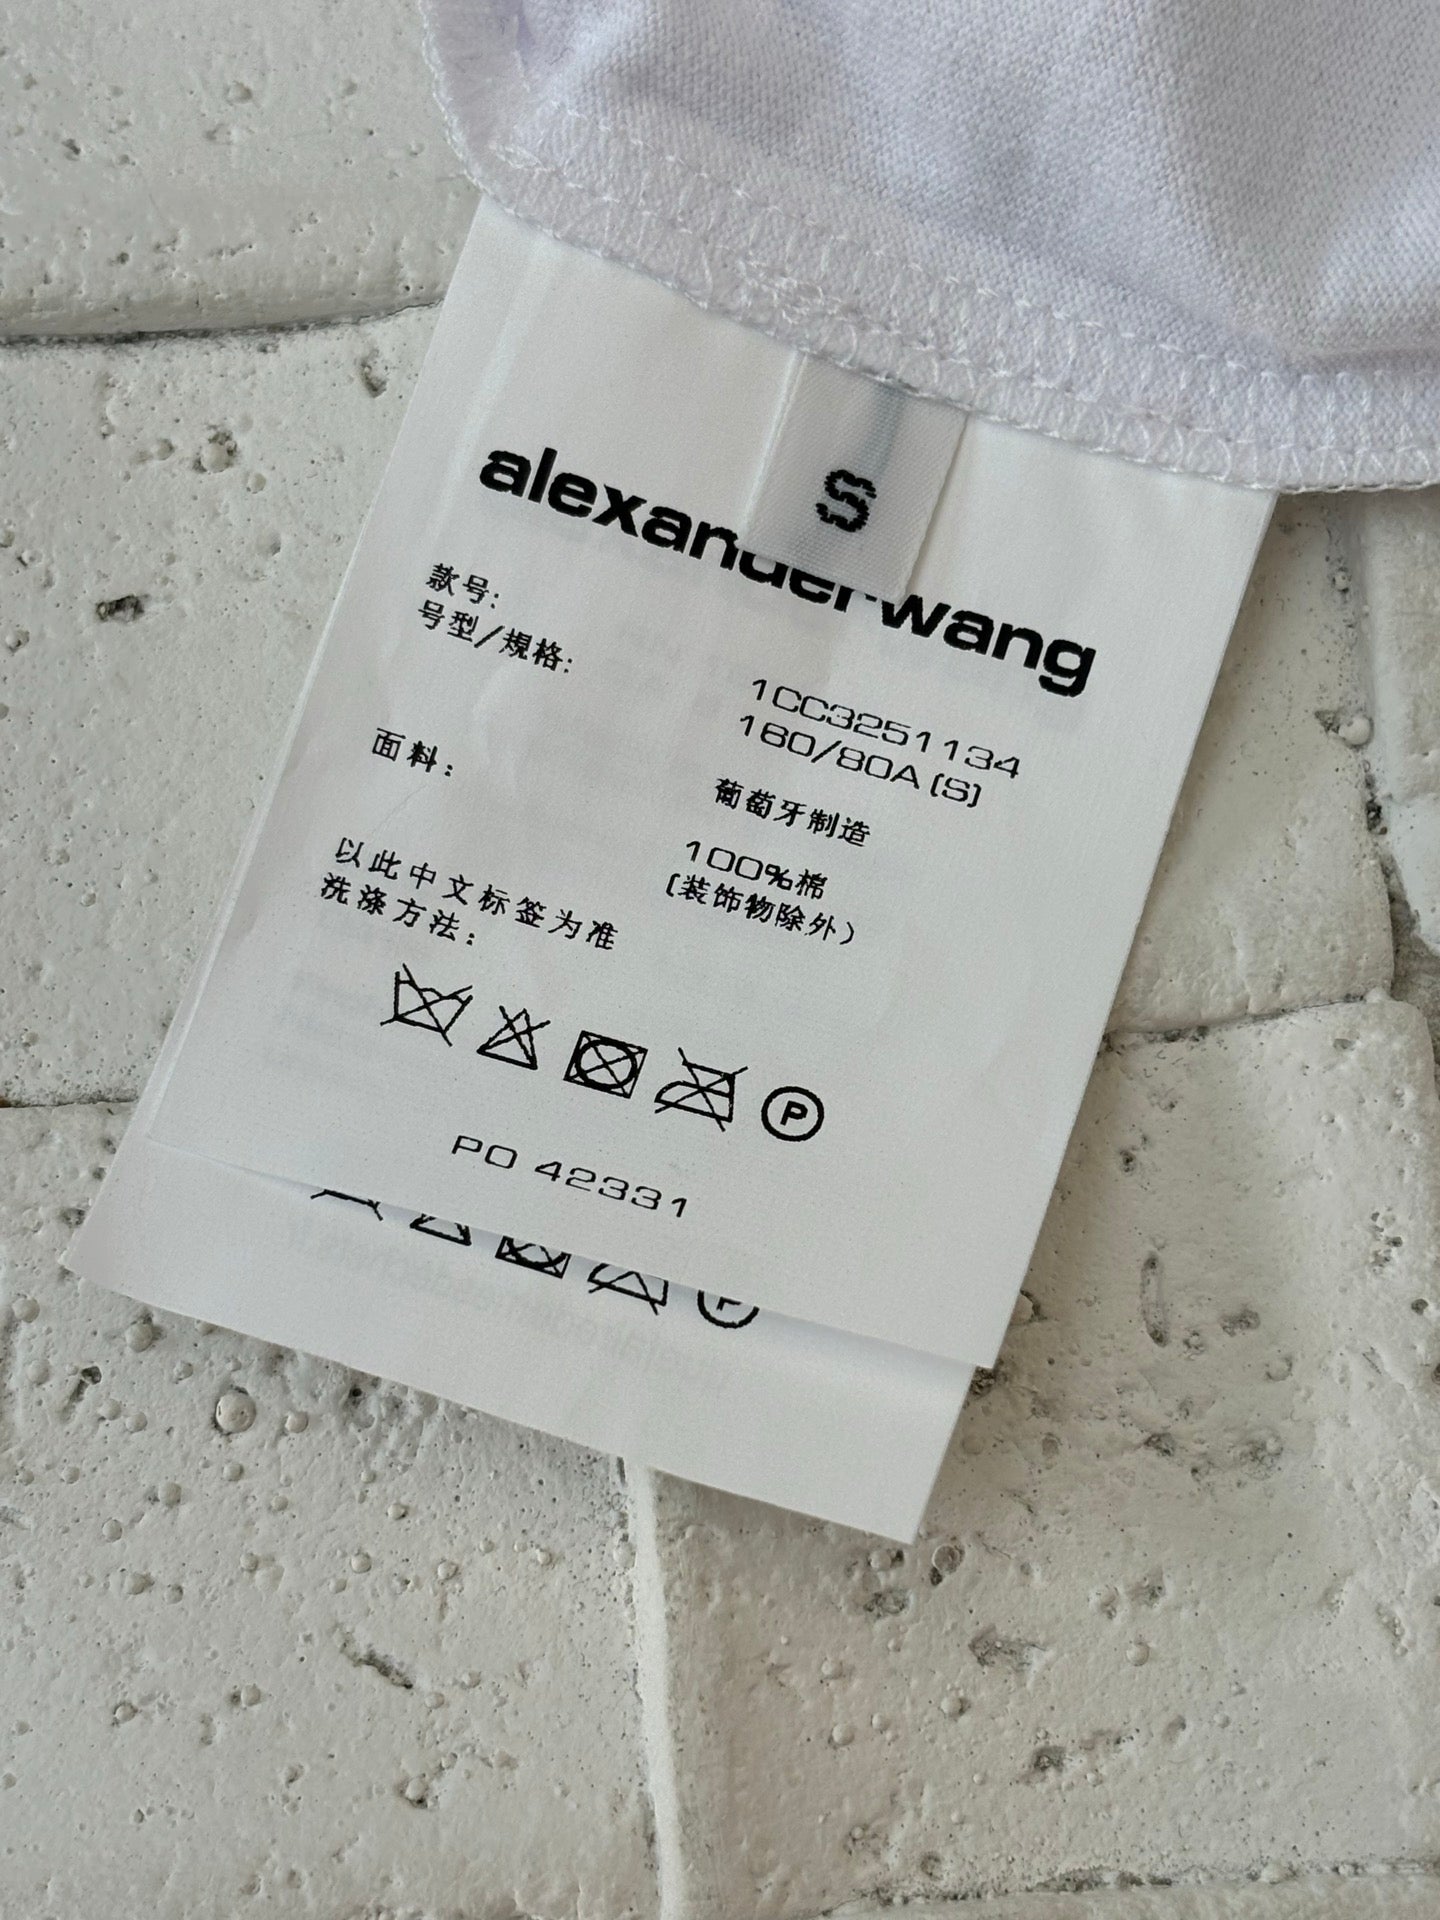 S
alexanderwang
款号:
号型/規格:
1CC3251134
160/80A (S)
葡萄牙制造
面料:
100%棉
(装饰物除外)
以此中文标签为准
洗涤方法:
P
PO 42331
P